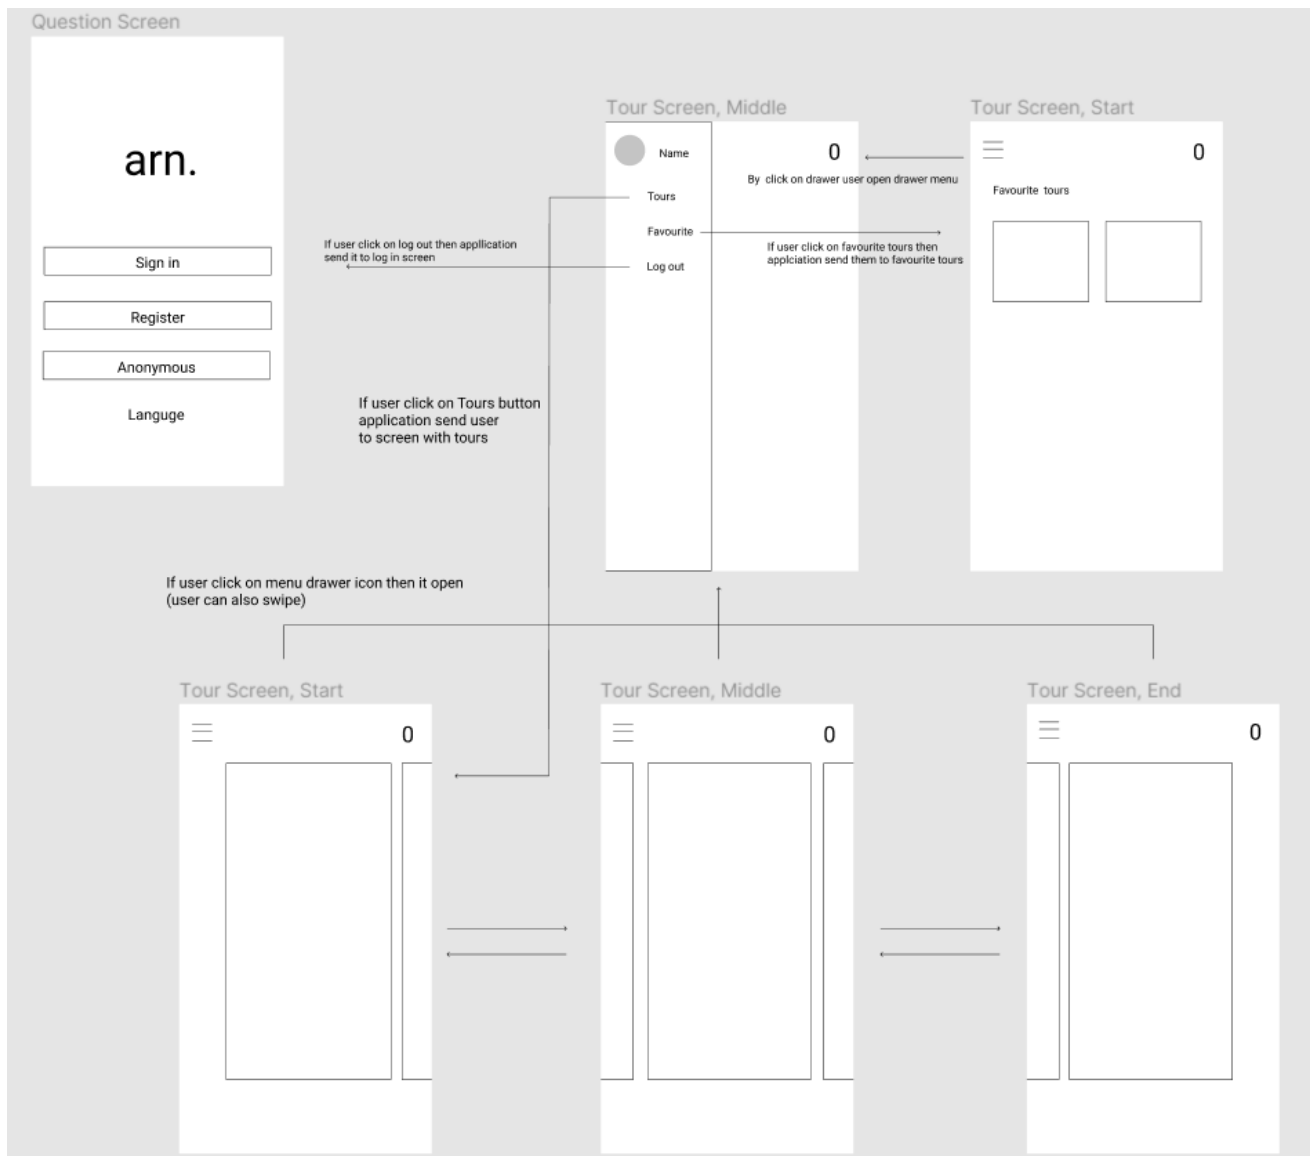 Question Screen
arn.
Sign in
Register
Anonymous
Languge
Tour Screen, Middle
Name
0
Tours
Favourite
Log out
Tour Screen, Start
0
Favourite tours
By click on drawer user open drawer menu
If user click on favourite tours then
applciation send them to favourite tours
If user click on log out then appllication
send it to log in screen
If user click on Tours button
application send user
to screen with tours
If user click on menu drawer icon then it open
(user can also swipe)
Tour Screen, Start
0
Tour Screen, Middle
0
Tour Screen, End
0